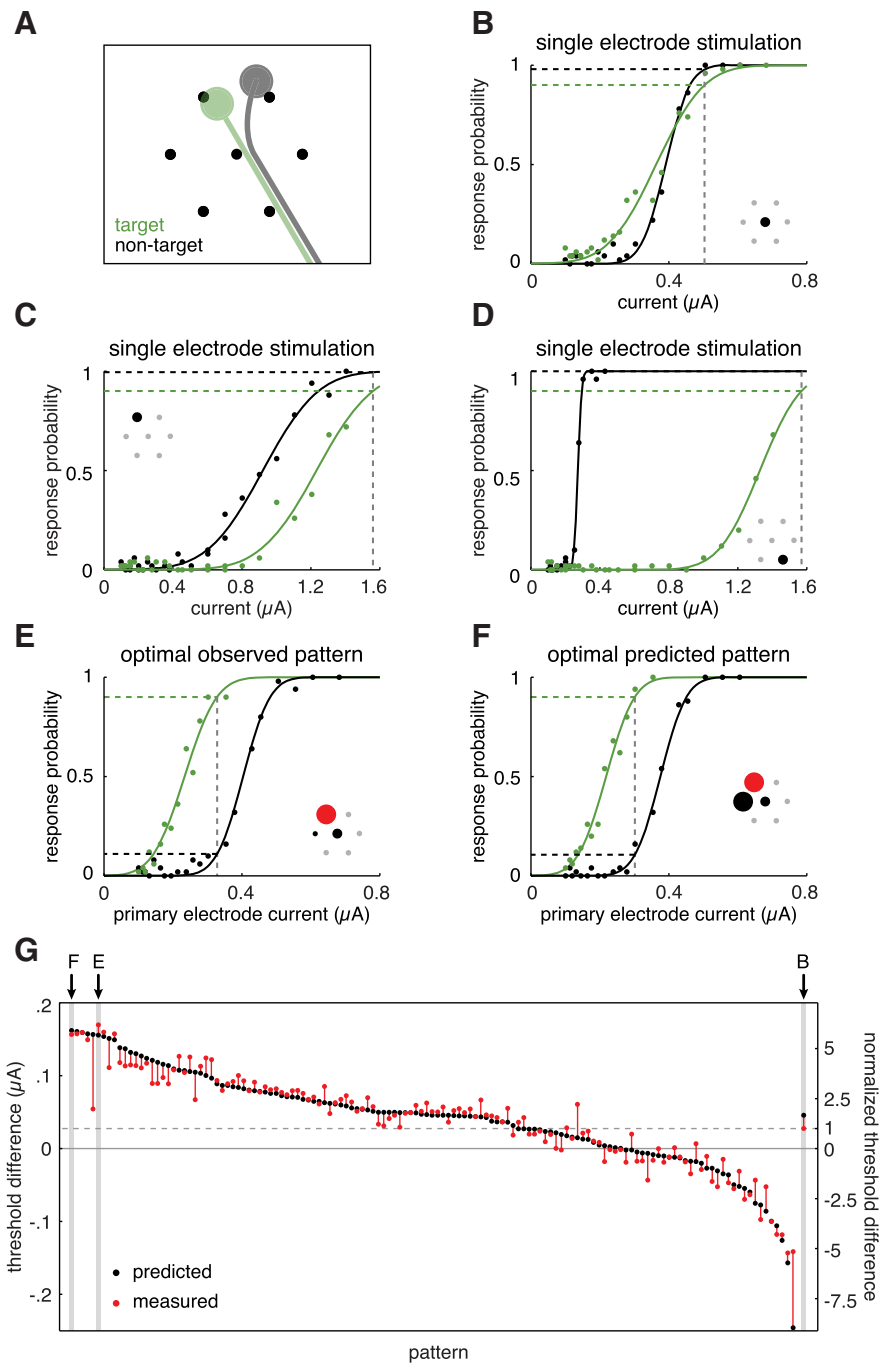 A
target
non-target
B
single electrode stimulation
response probability
1
0.5
0
0 0.4 0.8
current (µA)
C
single electrode stimulation
response probability
1
0.5
0
0 0.4 0.8 1.2 1.6
current (µA)
D
single electrode stimulation
response probability
1
0.5
0
0 0.4 1.2 1.6
current (µA)
E
optimal observed pattern
response probability
1
0.5
0
0 0.4 0.8
primary electrode current (µA)
F
optimal predicted pattern
response probability
1
0.5
0
0 0.4 0.8
primary electrode current (µA)
G
F E B
threshold difference (µA)
.2
.1
0
-.1
-.2
predicted
measured
5
2.5
1
0
-2.5
-5
-7.5
normalized threshold difference
pattern